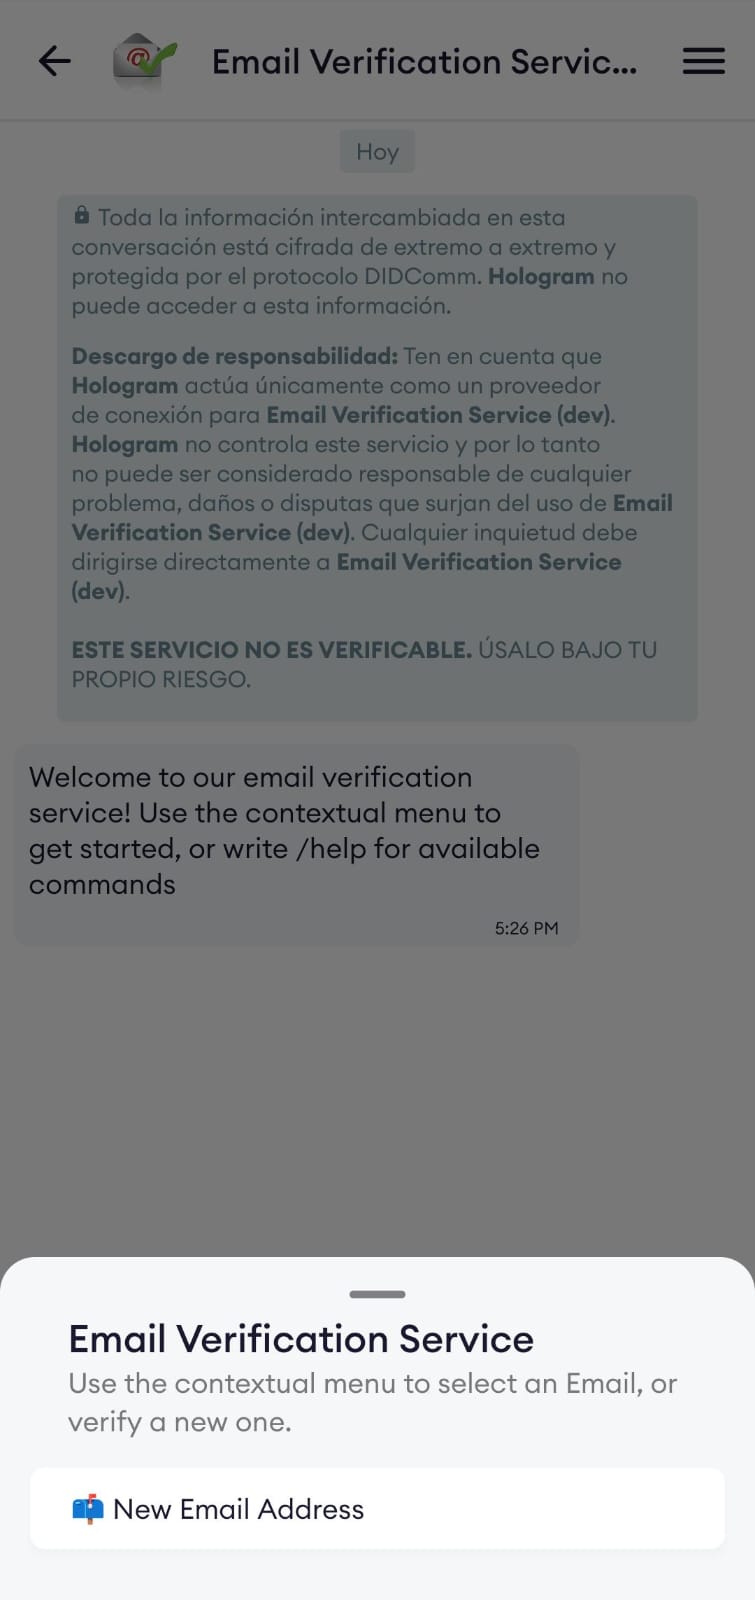 Email Verification Servic...
Hoy
Toda la información intercambiada en esta
conversación está cifrada de extremo a extremo y
protegida por el protocolo DIDComm. Hologram no
puede acceder a esta información.
Descargo de responsabilidad: Ten en cuenta que
Hologram actúa únicamente como un proveedor
de conexión para Email Verification Service (dev).
Hologram no controla este servicio y por lo tanto
no puede ser considerado responsable de cualquier
problema, daños o disputas que surjan del uso de Email
Verification Service (dev). Cualquier inquietud debe
dirigirse directamente a Email Verification Service
(dev).
ESTE SERVICIO NO ES VERIFICABLE. ÚSALO BAJO TU
PROPIO RIESGO.
Welcome to our email verification
service! Use the contextual menu to
get started, or write /help for available
commands
5:26 PM
Email Verification Service
Use the contextual menu to select an Email, or
verify a new one.
New Email Address